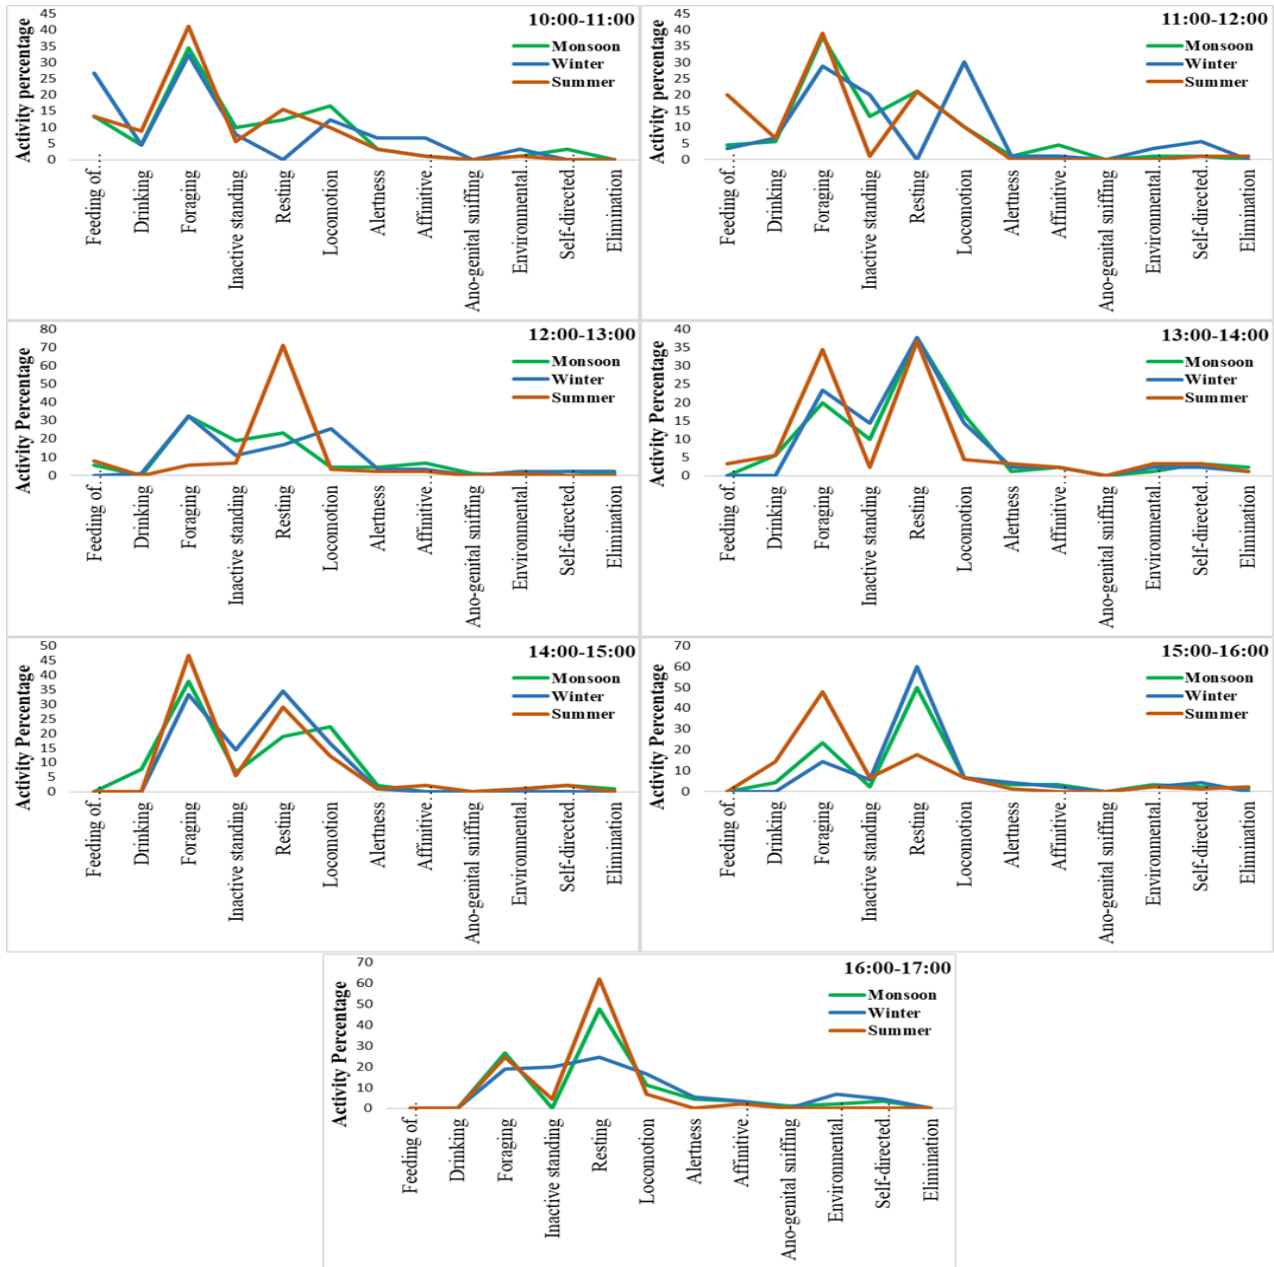 10:00-11:00
Activity percentage
45
40
35
30
25
20
15
10
5
0
Monsoon
Winter
Summer
Feeding of…
Drinking
Foraging
Inactive standing
Resting
Locomotion
Alertness
Affinitive…
Ano-genital sniffing
Environmental…
Self-directed…
Elimination
11:00-12:00
Activity percentage
45
40
35
30
25
20
15
10
5
0
Monsoon
Winter
Summer
Feeding of…
Drinking
Foraging
Inactive standing
Resting
Locomotion
Alertness
Affinitive…
Ano-genital sniffing
Environmental…
Self-directed…
Elimination
12:00-13:00
Activity Percentage
80
70
60
50
40
30
20
10
0
Monsoon
Winter
Summer
Feeding of…
Drinking
Foraging
Inactive standing
Resting
Locomotion
Alertness
Affinitive…
Ano-genital sniffing
Environmental…
Self-directed…
Elimination
13:00-14:00
Activity Percentage
40
35
30
25
20
15
10
5
0
Monsoon
Winter
Summer
Feeding of…
Drinking
Foraging
Inactive standing
Resting
Locomotion
Alertness
Affinitive…
Ano-genital sniffing
Environmental…
Self-directed…
Elimination
14:00-15:00
Activity Percentage
50
45
40
35
30
25
20
15
10
5
0
Monsoon
Winter
Summer
Feeding of…
Drinking
Foraging
Inactive standing
Resting
Locomotion
Alertness
Affinitive…
Ano-genital sniffing
Environmental…
Self-directed…
Elimination
15:00-16:00
Activity Percentage
70
60
50
40
30
20
10
0
Monsoon
Winter
Summer
Feeding of…
Drinking
Foraging
Inactive standing
Resting
Locomotion
Alertness
Affinitive…
Ano-genital sniffing
Environmental…
Self-directed…
Elimination
16:00-17:00
Activity Percentage
70
60
50
40
30
20
10
0
Monsoon
Winter
Summer
Feeding of…
Drinking
Foraging
Inactive standing
Resting
Locomotion
Alertness
Affinitive…
Ano-genital sniffing
Environmental…
Self-directed…
Elimination